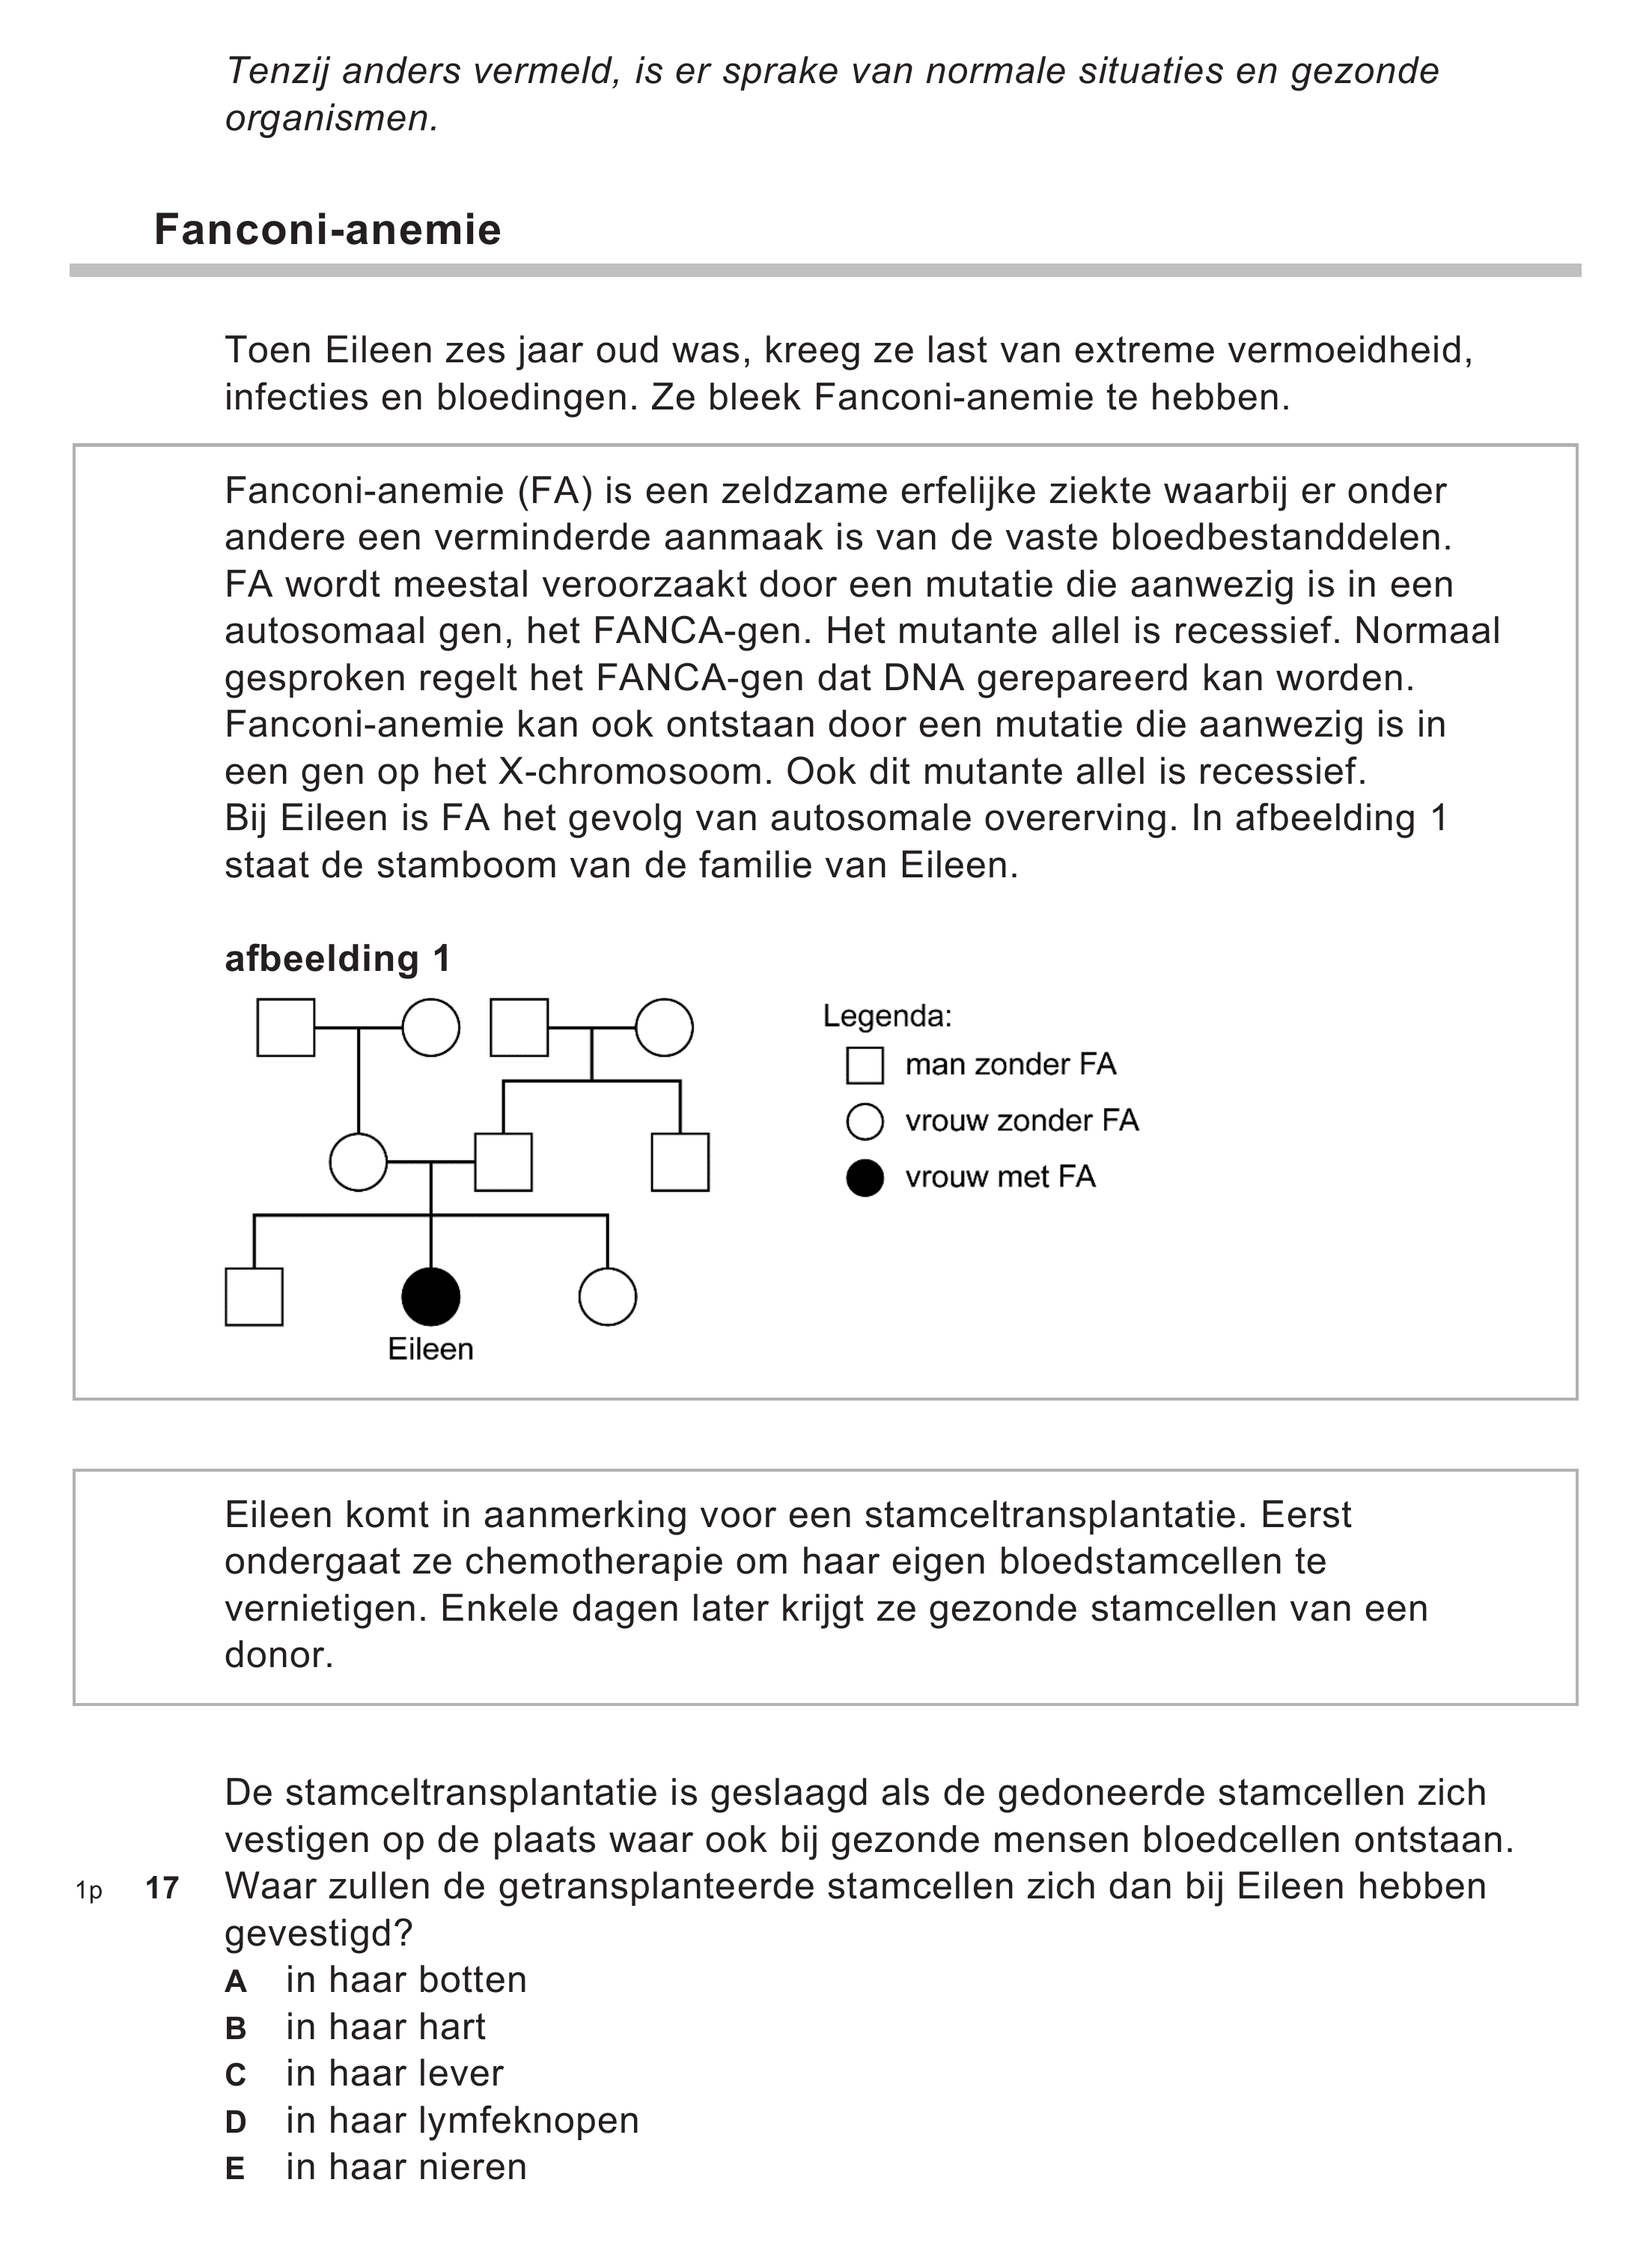 Tenzij anders vermeld, is er sprake van normale situaties en gezonde
organismen.
Fanconi-anemie
Toen Eileen zes jaar oud was, kreeg ze last van extreme vermoeidheid,
infecties en bloedingen. Ze bleek Fanconi-anemie te hebben.
Fanconi-anemie (FA) is een zeldzame erfelijke ziekte waarbij er onder
andere een verminderde aanmaak is van de vaste bloedbestanddelen.
FA wordt meestal veroorzaakt door een mutatie die aanwezig is in een
autosomaal gen, het FANCA-gen. Het mutante allel is recessief. Normaal
gesproken regelt het FANCA-gen dat DNA gerepareerd kan worden.
Fanconi-anemie kan ook ontstaan door een mutatie die aanwezig is in
een gen op het X-chromosoom. Ook dit mutante allel is recessief.
Bij Eileen is FA het gevolg van autosomale overerving. In afbeelding 1
staat de stamboom van de familie van Eileen.
afbeelding 1
Legenda:
man zonder FA
vrouw zonder FA
vrouw met FA
Eileen
Eileen komt in aanmerking voor een stamceltransplantatie. Eerst
ondergaat ze chemotherapie om haar eigen bloedstamcellen te
vernietigen. Enkele dagen later krijgt ze gezonde stamcellen van een
donor.
De stamceltransplantatie is geslaagd als de gedoneerde stamcellen zich
vestigen op de plaats waar ook bij gezonde mensen bloedcellen ontstaan.
1p 17 Waar zullen de getransplanteerde stamcellen zich dan bij Eileen hebben
gevestigd?
A in haar botten
B in haar hart
C in haar lever
D in haar lymfeknopen
E in haar nieren